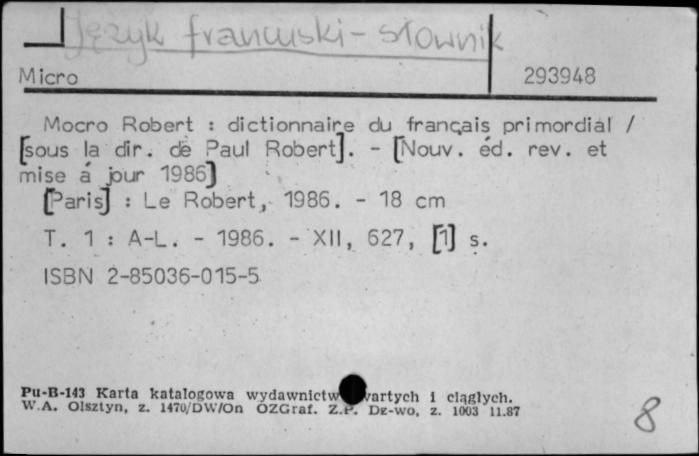 Język francuski - słownik
Micro 293948
Mocro Robert : dictionnaire du français primordial /
[sous la dir. de Paul Robert]. - [Nouv. éd. rev. et
mise á jour 1986]
[Paris] : Le Robert, 1986. - 18 cm
T. 1 : A-L. - 1986. - XII, 627, [1] s.
ISBN 2-85036-015-5
Pu-B-143 Karta katalogowa wydawnictw wartych i ciągłych.
W.A. Olsztyn, z. 1470/DW/On OZGraf. Z.P. Dz-wo, z. 1003 11.87
8